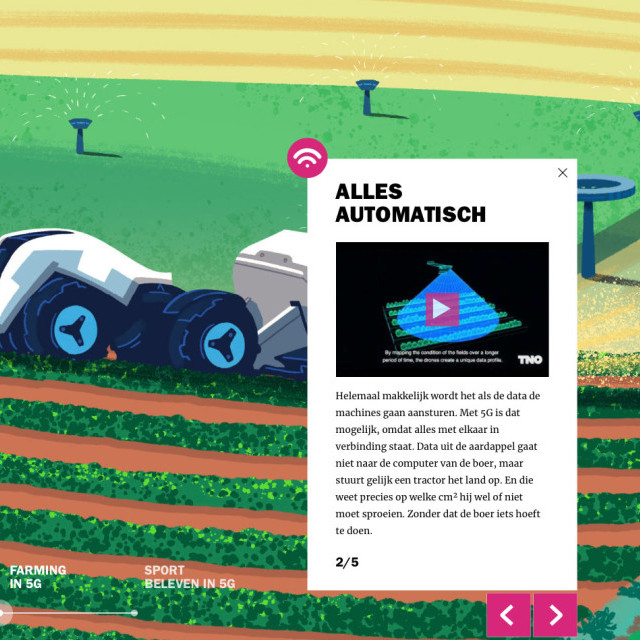 ALLES
AUTOMATISCH
By mapping the condition of the fields over a longer
period of time, the drones create a unique data profile.
TNO
Helemaal makkelijk wordt het als de data de
machines gaan aansturen. Met 5G is dat
mogelijk, omdat alles met elkaar in
verbinding staat. Data uit de aardappel gaat
niet naar de computer van de boer, maar
stuurt gelijk een tractor het land op. En die
weet precies op welke cm² hij wel of niet
moet sproeien. Zonder dat de boer iets hoeft
te doen.
2/5
FARMING
IN 5G
SPORT
BELEVEN IN 5G